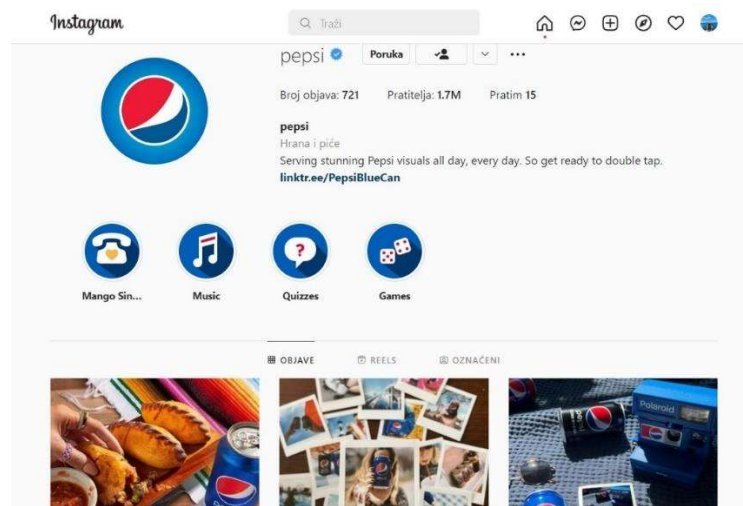 Instagram
Traži
pepsi Poruka
Broj objava: 721 Pratitelja: 1.7M Pratim 15
pepsi
Hrana i piće
Serving stunning Pepsi visuals all day, every day. So get ready to double tap.
linktr.ee/PepsiBlueCan
Mango Sin... Music Quizzes Games
OBJAVE REELS OZNAČENI
Polaroid